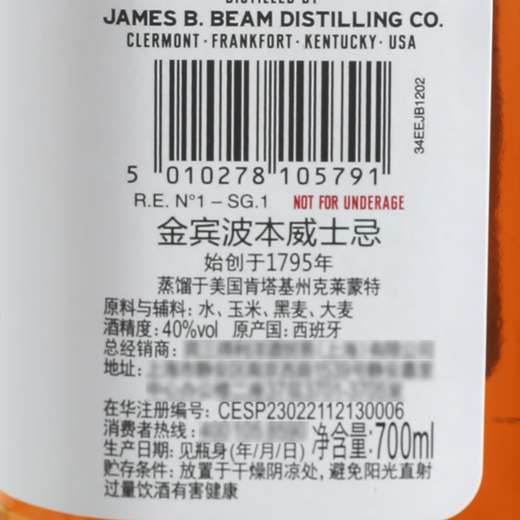 DISTILLED BY
JAMES B. BEAM DISTILLING CO.
CLERMONT · FRANKFORT · KENTUCKY · USA
34EEJB1202
5 010278 105791
R.E. N°1 – SG.1 NOT FOR UNDERAGE
金宾波本威士忌
始创于1795年
蒸馏于美国肯塔基州克莱蒙特
原料与辅料: 水、玉米、黑麦、大麦
酒精度: 40%vol 原产国: 西班牙
总经销商:
地址:
在华注册编号: CESP23022112130006
消费者热线:
生产日期: 见瓶身(年/月/日) 净含量:700ml
贮存条件: 放置于干燥阴凉处, 避免阳光直射
过量饮酒有害健康